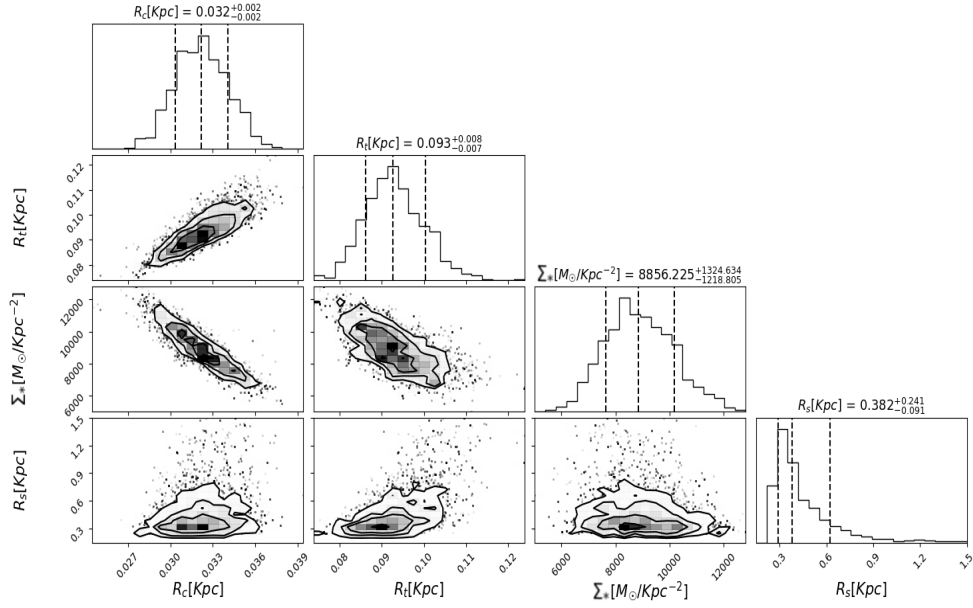 R_c[Kpc] = 0.032^{+0.002}_{-0.002}
R_t[Kpc] = 0.093^{+0.008}_{-0.007}
R_t[Kpc]
0.12
0.11
0.10
0.09
0.08
Σ_*[M_⊙/Kpc^{-2}] = 8856.225^{+1324.634}_{-1218.805}
Σ_*[M_⊙/Kpc^{-2}]
12000
10000
8000
6000
R_s[Kpc] = 0.382^{+0.241}_{-0.091}
R_s[Kpc]
1.5
1.2
0.9
0.6
0.3
0.027 0.030 0.033 0.036 0.039
0.08 0.09 0.10 0.11 0.12
6000 8000 10000 12000
0.3 0.6 0.9 1.2 1.5
R_c[Kpc] R_t[Kpc] Σ_*[M_⊙/Kpc^{-2}] R_s[Kpc]